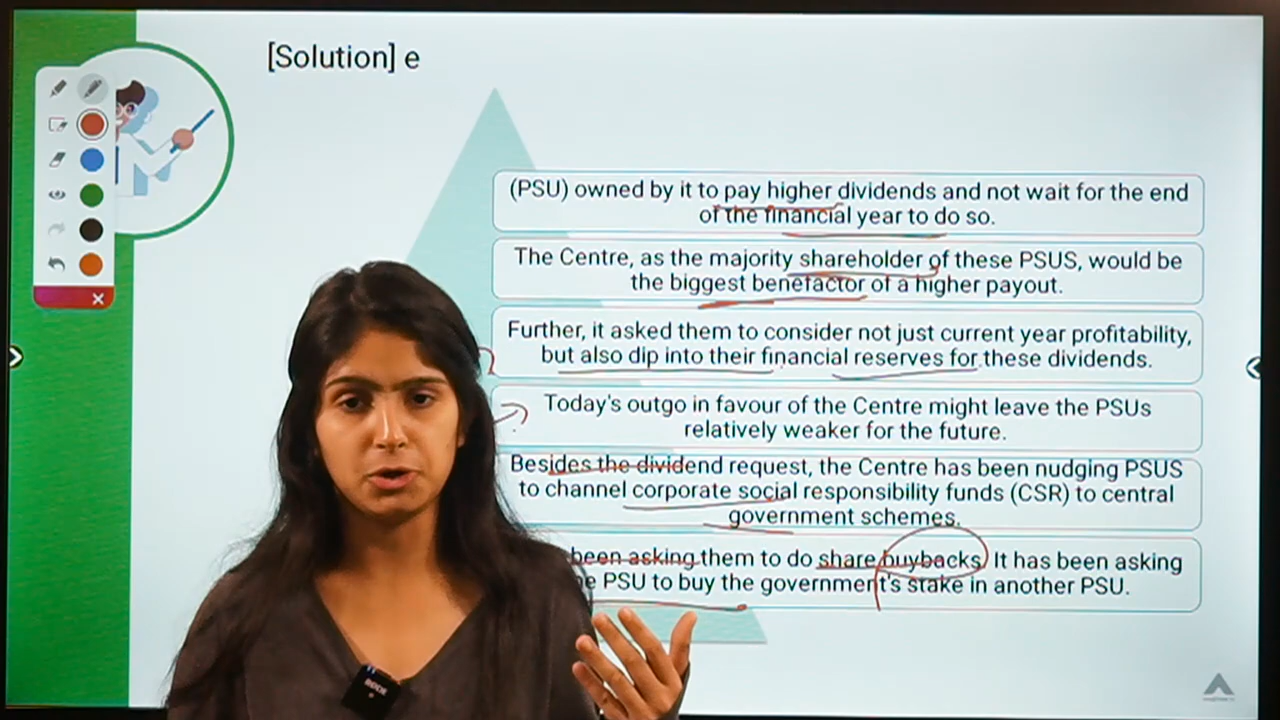 [Solution] e
(PSU) owned by it to pay higher dividends and not wait for the end
of the financial year to do so.
The Centre, as the majority shareholder of these PSUS, would be
the biggest benefactor of a higher payout.
Further, it asked them to consider not just current year profitability,
but also dip into their financial reserves for these dividends.
Today's outgo in favour of the Centre might leave the PSUs
relatively weaker for the future.
Besides the dividend request, the Centre has been nudging PSUS
to channel corporate social responsibility funds (CSR) to central
government schemes.
been asking them to do share buybacks. It has been asking
PSU to buy the government's stake in another PSU.
RODE